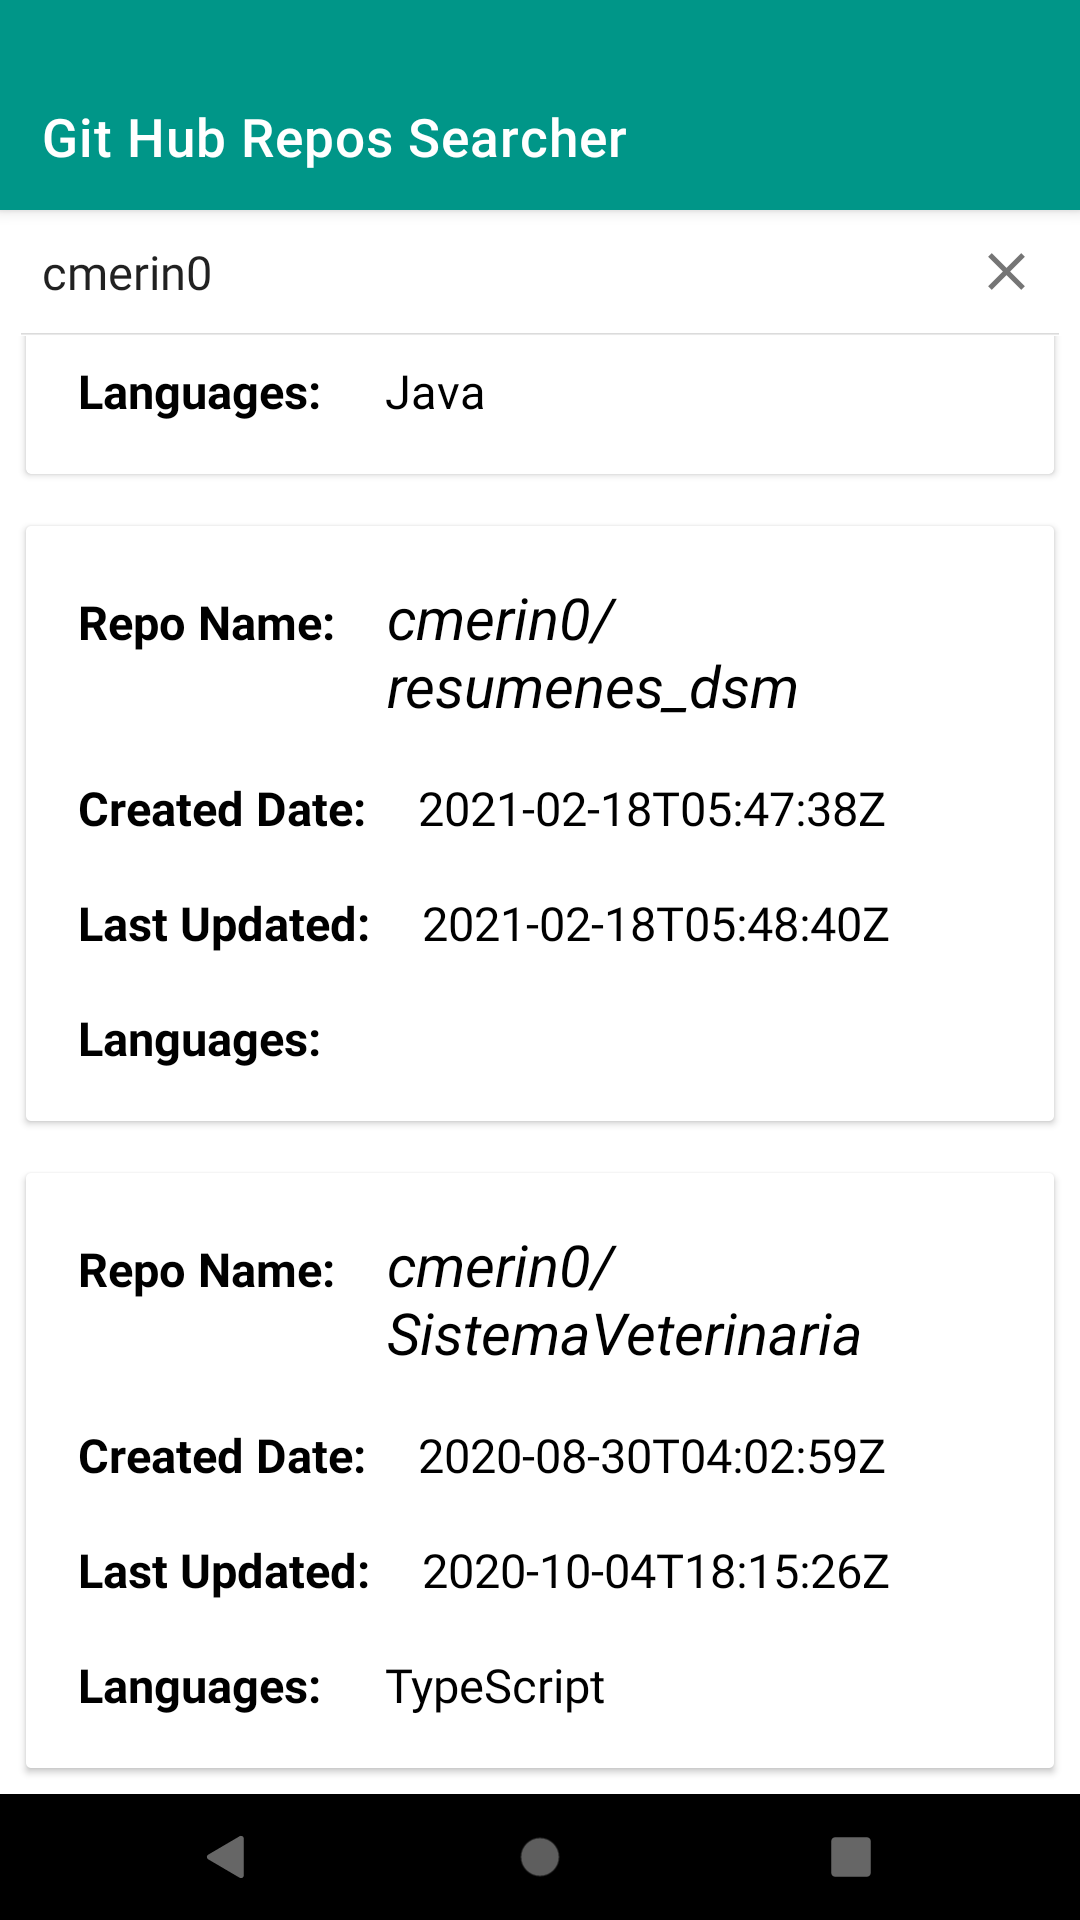 Git Hub Repos Searcher
cmerin0
Languages: Java
Repo Name: cmerin0/
resumenes_dsm
Created Date: 2021-02-18T05:47:38Z
Last Updated: 2021-02-18T05:48:40Z
Languages:
Repo Name: cmerin0/
SistemaVeterinaria
Created Date: 2020-08-30T04:02:59Z
Last Updated: 2020-10-04T18:15:26Z
Languages: TypeScript